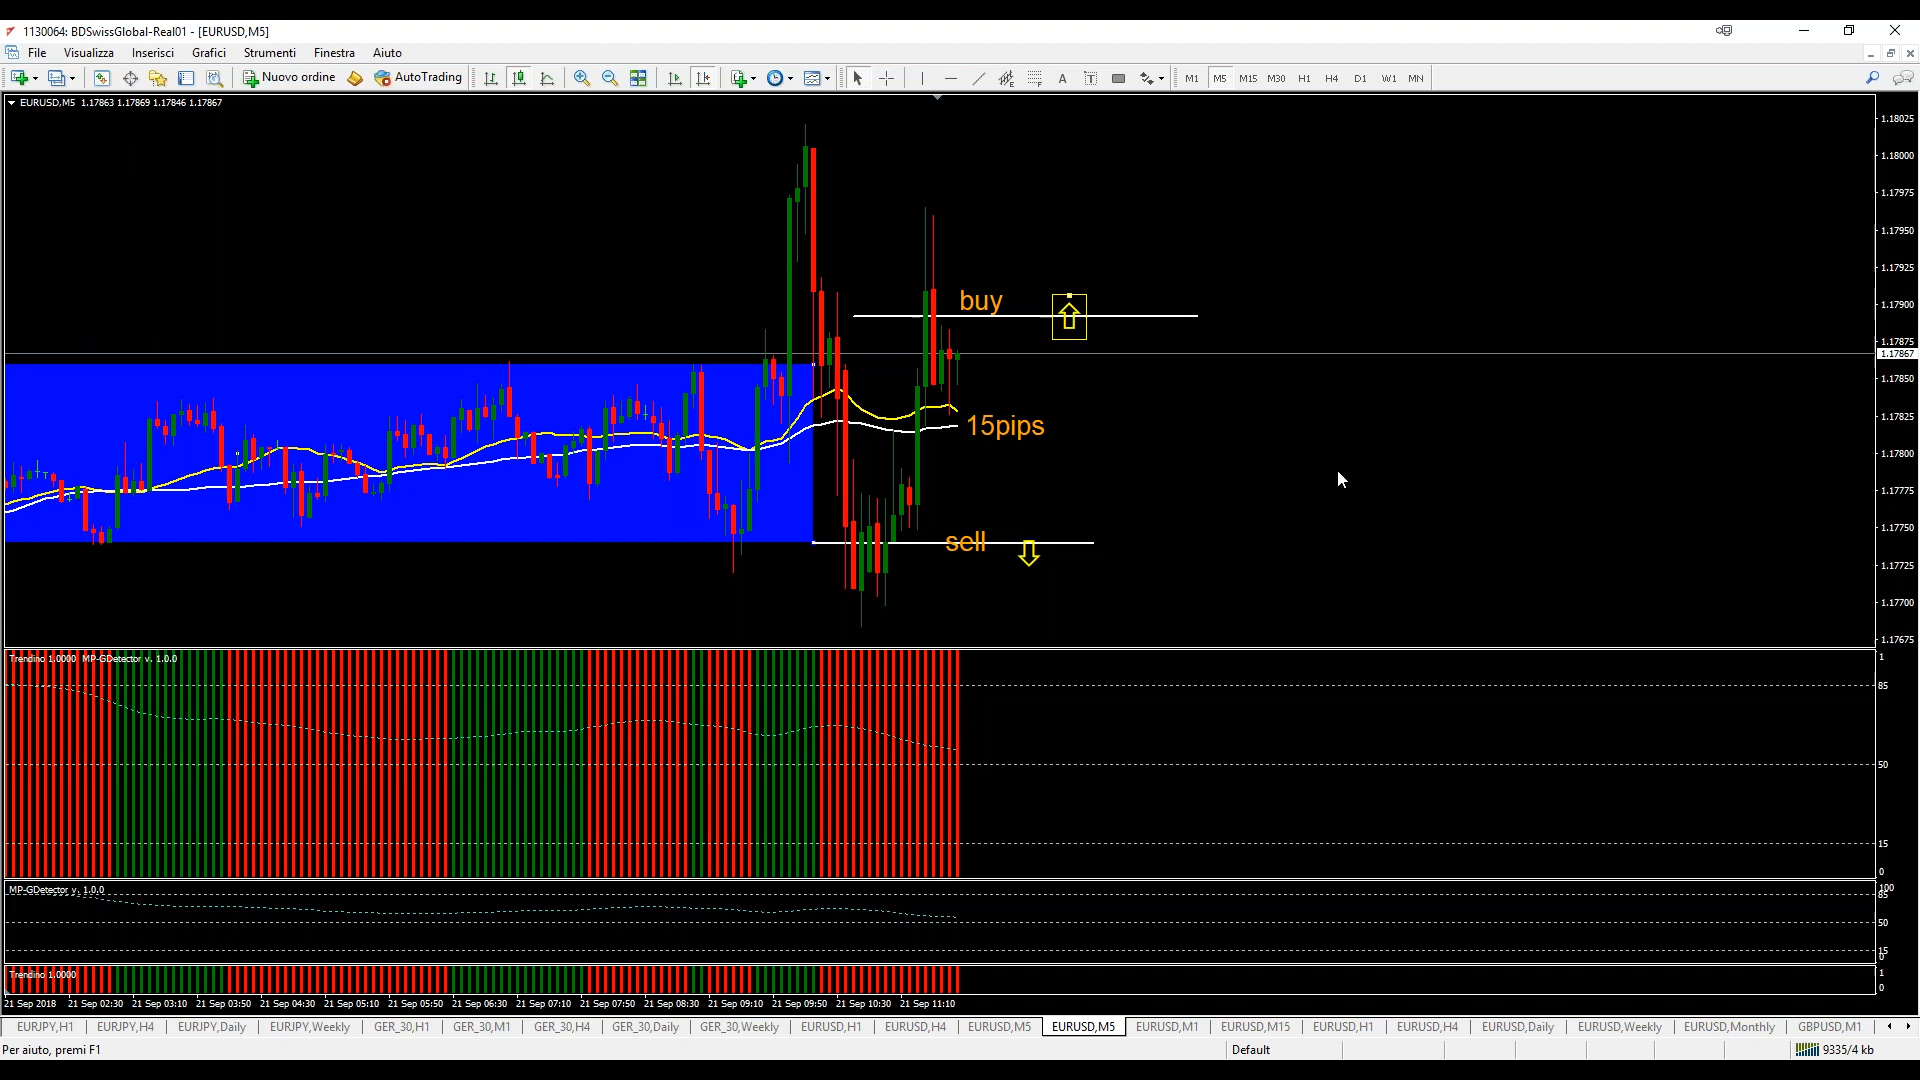 1130064: BDSwissGlobal-Real01 - [EURUSD,M5]
File Visualizza Inserisci Grafici Strumenti Finestra Aiuto
Nuovo ordine AutoTrading A T M1 M5 M15 M30 H1 H4 D1 W1 MN
EURUSD,M5 1.17863 1.17869 1.17846 1.17867
1.18025
1.18000
1.17975
1.17950
1.17925
buy
1.17900
1.17875
1.17867
1.17850
15pips
1.17825
1.17800
1.17775
sell
1.17750
1.17725
1.17700
1.17675
Trendino 1.0000 MP-GDetector v. 1.0.0
1
85
50
15
0
MP-GDetector v. 1.0.0
100
85
50
15
0
Trendino 1.0000
1
0
21 Sep 2018 21 Sep 02:30 21 Sep 03:10 21 Sep 03:50 21 Sep 04:30 21 Sep 05:10 21 Sep 05:50 21 Sep 06:30 21 Sep 07:10 21 Sep 07:50 21 Sep 08:30 21 Sep 09:10 21 Sep 09:50 21 Sep 10:30 21 Sep 11:10
EURJPY,H1 EURJPY,H4 EURJPY,Daily EURJPY,Weekly GER_30,H1 GER_30,M1 GER_30,H4 GER_30,Daily GER_30,Weekly EURUSD,H1 EURUSD,H4 EURUSD,M5 EURUSD,M5 EURUSD,M1 EURUSD,M15 EURUSD,H1 EURUSD,H4 EURUSD,Daily EURUSD,Weekly EURUSD,Monthly GBPUSD,M1
Per aiuto, premi F1 Default 9335/4 kb